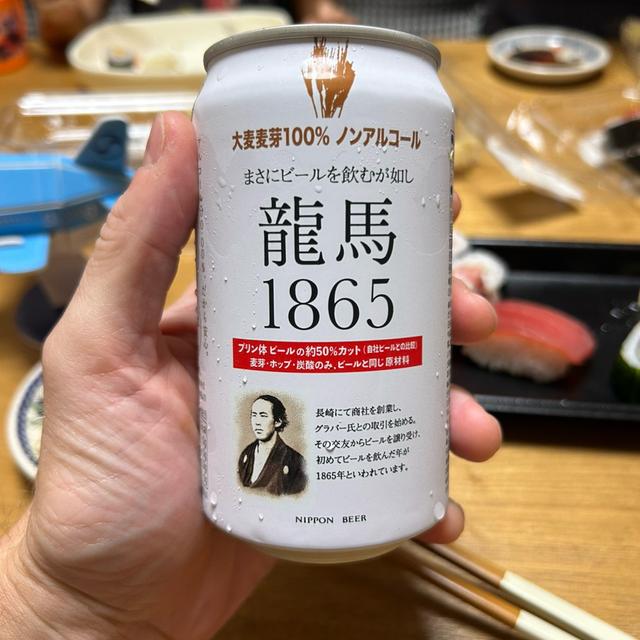 大麦麦芽100% ノンアルコール
まさにビールを飲むが如し
龍馬
1865
プリン体 ビールの約50%カット(自社ビールとの比較)
麦芽・ホップ・炭酸のみ、ビールと同じ原材料
長崎にて商社を創業し、
グラバー氏との取引を始める。
その交友からビールを譲り受け、
初めてビールを飲んだ年が
1865年といわれています。
NIPPON BEER